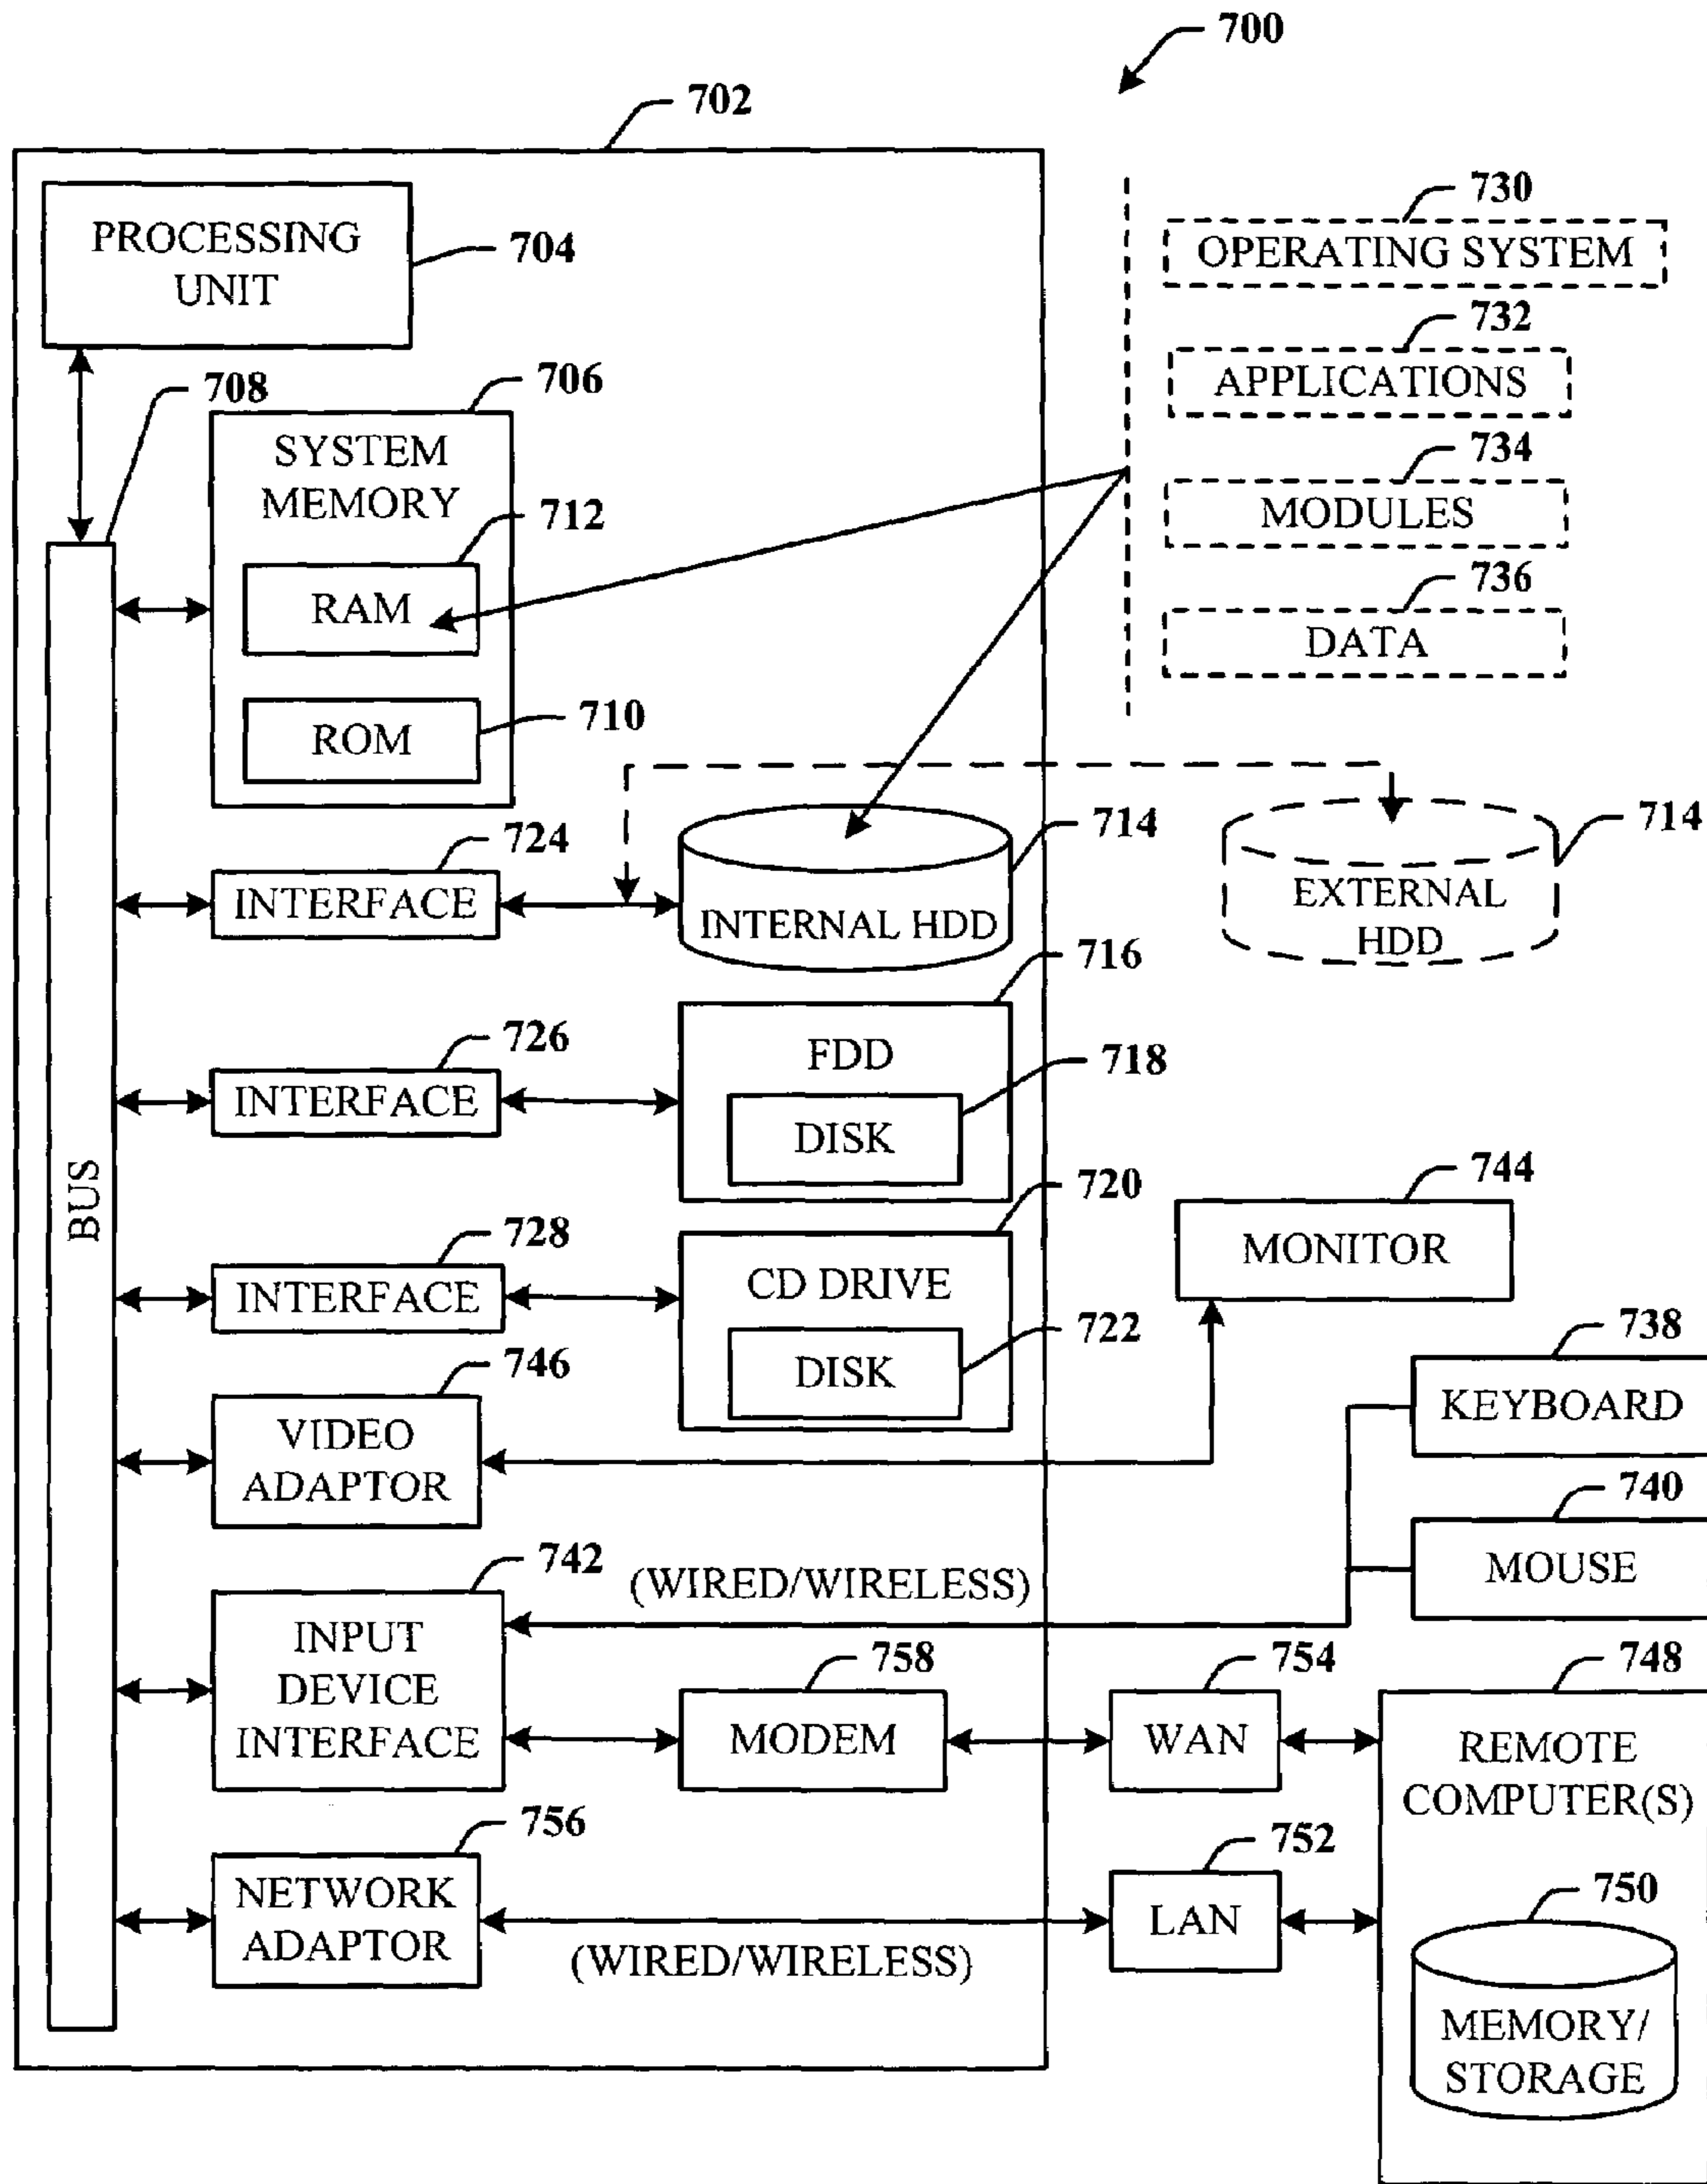 700
702
PROCESSING
UNIT
704
730
OPERATING SYSTEM
732
APPLICATIONS
734
MODULES
736
DATA
708
706
SYSTEM
MEMORY
712
RAM
710
ROM
BUS
724
INTERFACE
714
INTERNAL HDD
714
EXTERNAL
HDD
726
INTERFACE
716
FDD
718
DISK
728
INTERFACE
720
CD DRIVE
722
DISK
744
MONITOR
746
VIDEO
ADAPTOR
738
KEYBOARD
740
MOUSE
742
INPUT
DEVICE
INTERFACE
(WIRED/WIRELESS)
758
MODEM
754
WAN
748
REMOTE
COMPUTER(S)
756
NETWORK
ADAPTOR
(WIRED/WIRELESS)
752
LAN
750
MEMORY/
STORAGE